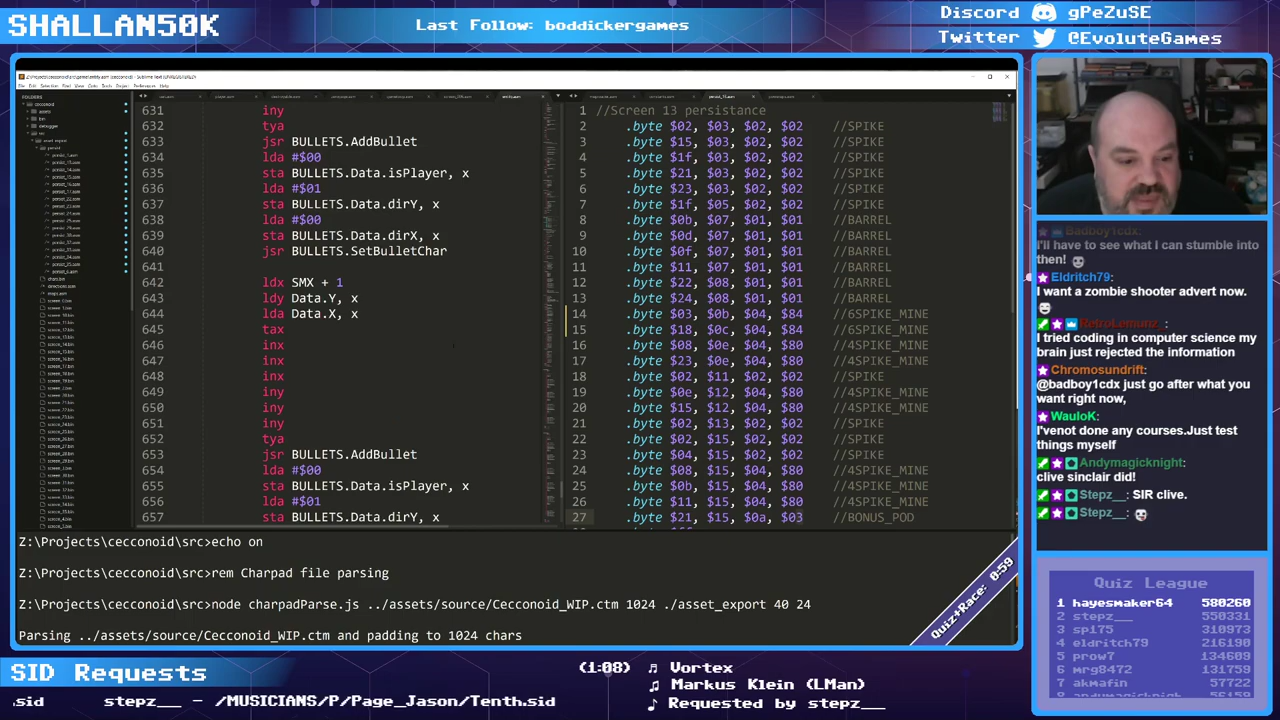 SHALLAN50K
Last Follow: boddickergames
Discord gPeZuSE
Twitter @EvoluteGames
631 iny
632 tya
633 jsr BULLETS.AddBullet
634 lda #$00
635 sta BULLETS.Data.isPlayer, x
636 lda #$01
637 sta BULLETS.Data.dirY, x
638 lda #$00
639 sta BULLETS.Data.dirX, x
640 jsr BULLETS.SetBulletChar
641
642 ldx SMX + 1
643 ldy Data.Y, x
644 lda Data.X, x
645 tax
646 inx
647 inx
648 inx
649 iny
650 iny
651 iny
652 tya
653 jsr BULLETS.AddBullet
654 lda #$00
655 sta BULLETS.Data.isPlayer, x
656 lda #$01
657 sta BULLETS.Data.dirY, x
1 //Screen 13 persistance
2 .byte $02, $03, $02, $02 //SPIKE
3 .byte $15, $03, $02, $02 //SPIKE
4 .byte $1f, $03, $02, $02 //SPIKE
5 .byte $21, $03, $02, $02 //SPIKE
6 .byte $23, $03, $02, $02 //SPIKE
7 .byte $1f, $05, $02, $02 //SPIKE
8 .byte $0b, $07, $01, $01 //BARREL
9 .byte $0d, $07, $01, $01 //BARREL
10 .byte $0f, $07, $01, $01 //BARREL
11 .byte $11, $07, $01, $01 //BARREL
12 .byte $22, $08, $01, $01 //BARREL
13 .byte $24, $08, $01, $01 //BARREL
14 .byte $03, $0b, $04, $84 //6SPIKE_MINE
15 .byte $18, $0c, $04, $84 //6SPIKE_MINE
16 .byte $08, $0e, $04, $80 //4SPIKE_MINE
17 .byte $23, $0e, $04, $80 //4SPIKE_MINE
18 .byte $02, $11, $02, $02 //SPIKE
19 .byte $0e, $12, $04, $80 //4SPIKE_MINE
20 .byte $15, $12, $04, $80 //4SPIKE_MINE
21 .byte $02, $13, $02, $02 //SPIKE
22 .byte $02, $15, $02, $02 //SPIKE
23 .byte $04, $15, $02, $02 //SPIKE
24 .byte $08, $15, $04, $80 //4SPIKE_MINE
25 .byte $0b, $15, $04, $80 //4SPIKE_MINE
26 .byte $11, $15, $04, $80 //4SPIKE_MINE
27 .byte $21, $15, $0a, $03 //BONUS_POD
Z:\Projects\cecconoid\src>echo on
Z:\Projects\cecconoid\src>rem Charpad file parsing
Z:\Projects\cecconoid\src>node charpadParse.js ../assets/source/Cecconoid_WIP.ctm 1024 ./asset_export 40 24
Parsing ../assets/source/Cecconoid_WIP.ctm and padding to 1024 chars
Quiz+Race: 0:59
Badboy1cdx:
I'll have to see what I can stumble into
then!
Eldritch79:
I want a zombie shooter advert now.
RetroLemunz_:
I tried coding in computer science my
brain just rejected the information
Chromosundrift:
@badboy1cdx just go after what you
want right now,
WauloK:
I'venot done any courses.Just test
things myself
Andymagicknight:
clive sinclair did!
Stepz__: SIR clive.
Stepz__:
Quiz League
1 hayesmaker64 580260
2 stepz__ 550331
3 sp175 310973
4 eldritch79 216190
5 prow7 134609
6 mrg8472 131759
7 akmafin 57722
SID Requests
(1:08) Vortex
Markus Klein (LMan)
Requested by stepz__
.sid stepz__ - /MUSICIANS/P/Page_Jason/Tenth.sid